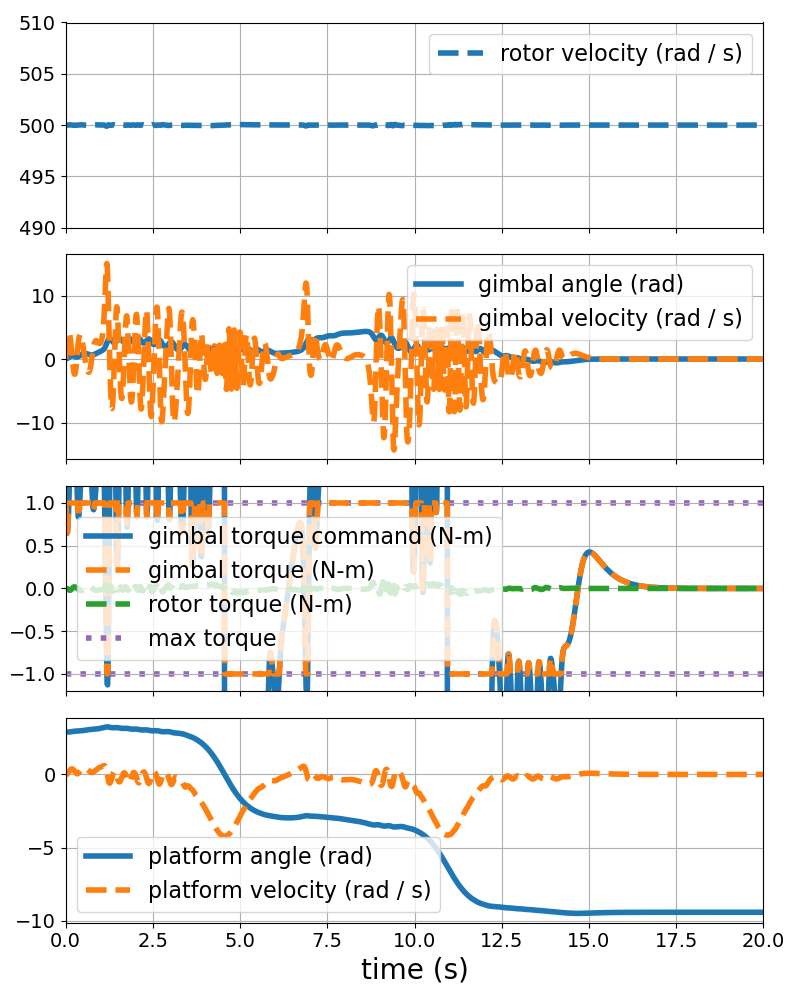 510
505
500
495
490
rotor velocity (rad / s)
10
0
−10
gimbal angle (rad)
gimbal velocity (rad / s)
1.0
0.5
0.0
−0.5
−1.0
gimbal torque command (N-m)
gimbal torque (N-m)
rotor torque (N-m)
max torque
0
−5
−10
platform angle (rad)
platform velocity (rad / s)
0.0 2.5 5.0 7.5 10.0 12.5 15.0 17.5 20.0
time (s)